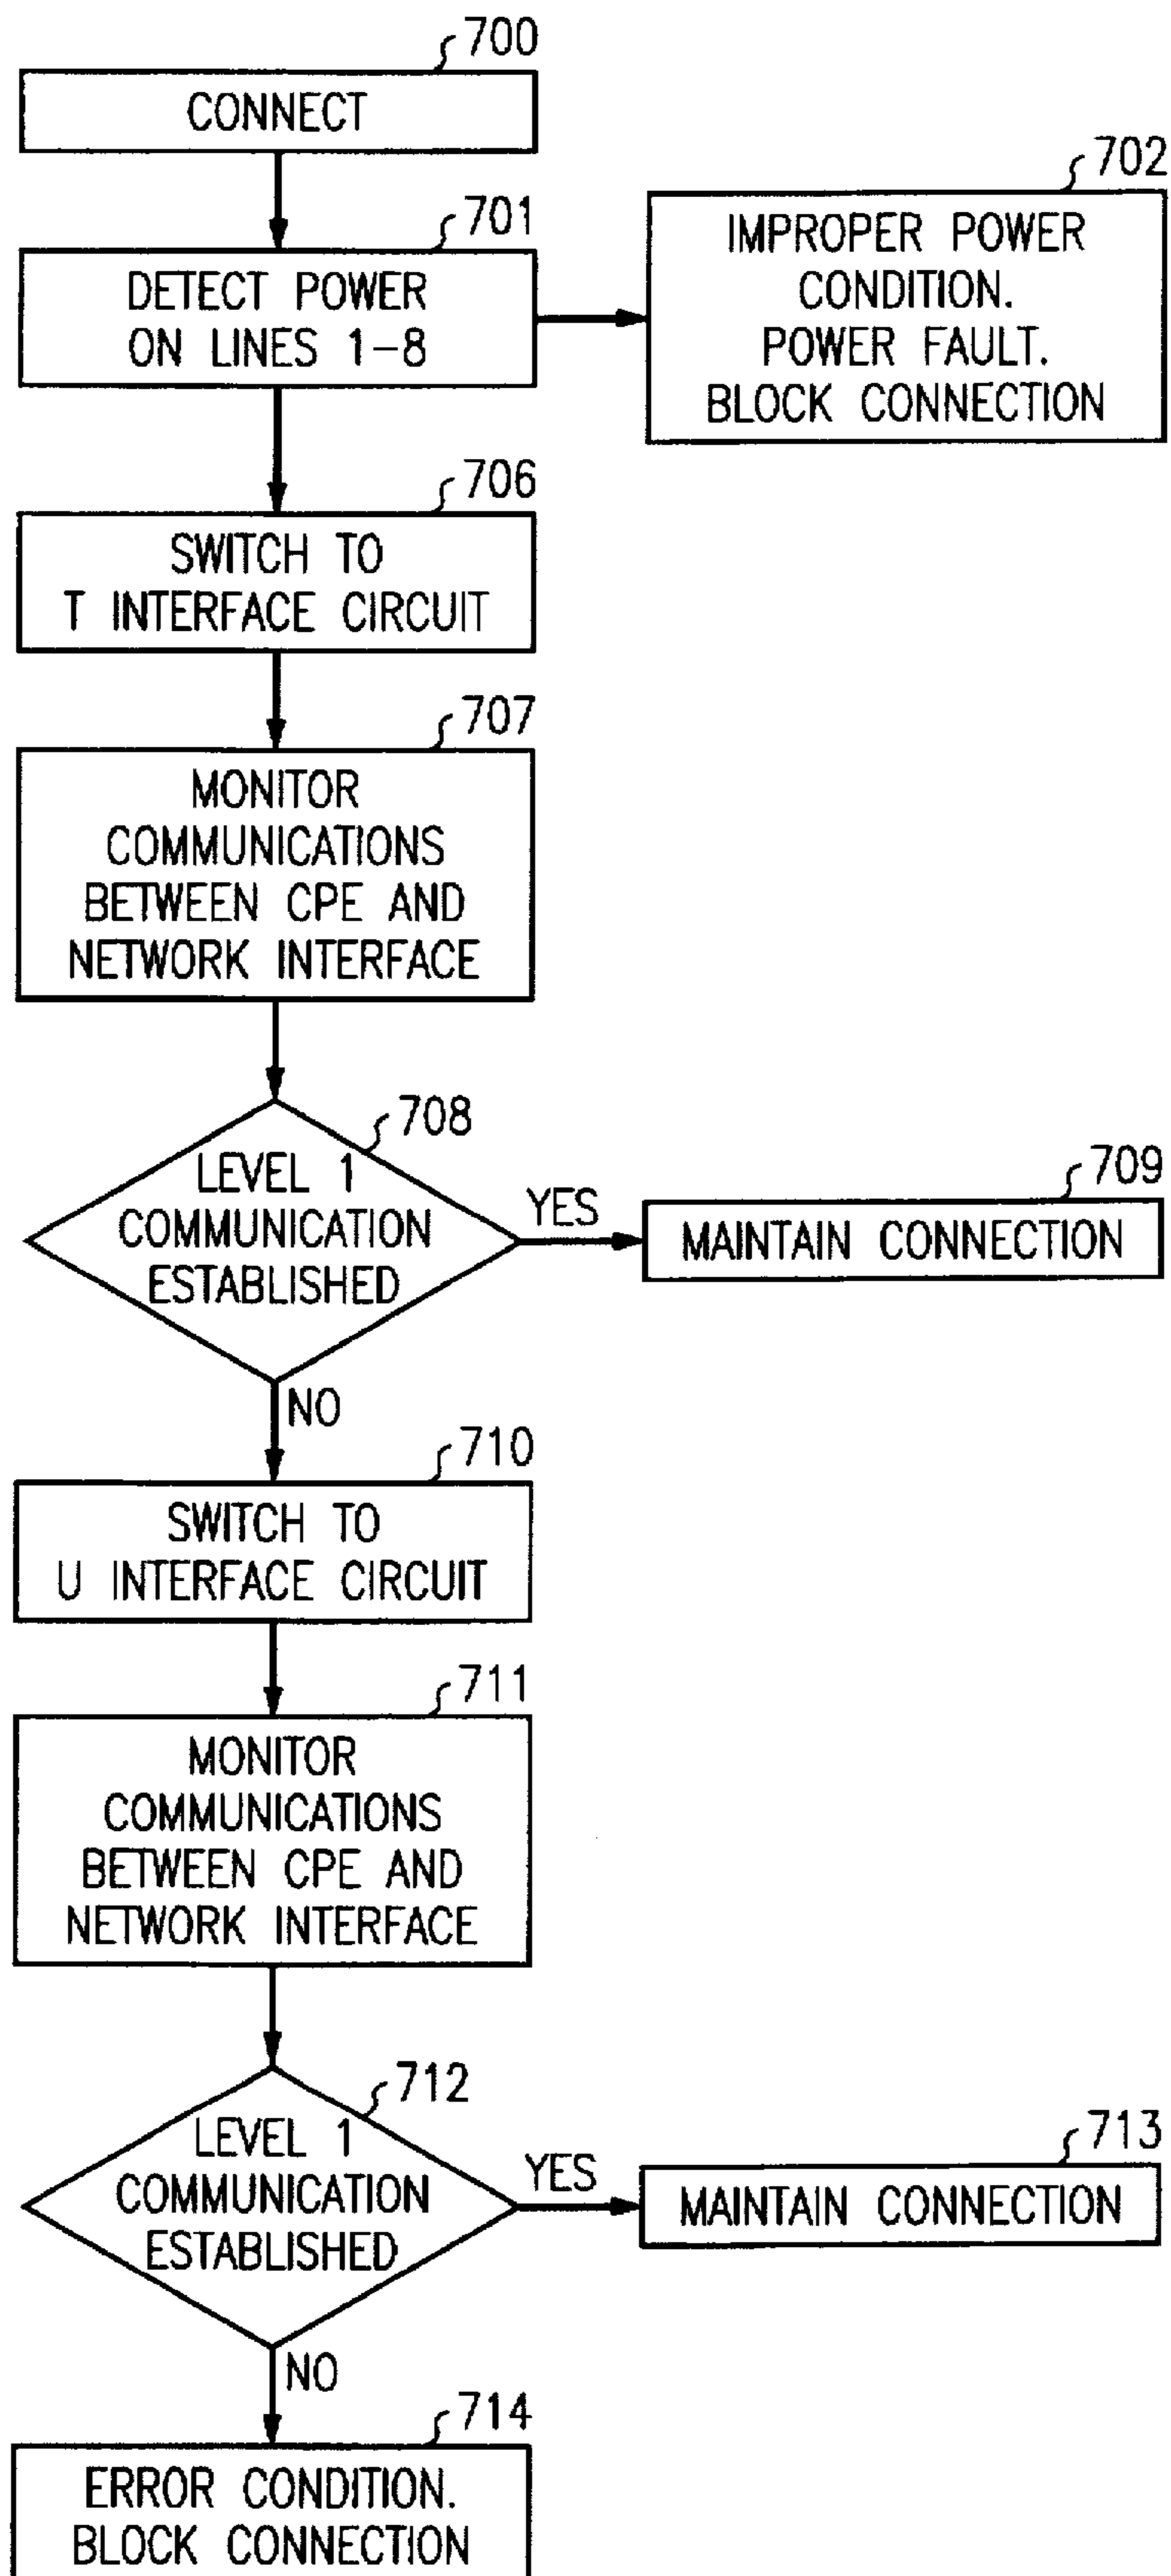 700
CONNECT
701
DETECT POWER
ON LINES 1-8
702
IMPROPER POWER
CONDITION.
POWER FAULT.
BLOCK CONNECTION
706
SWITCH TO
T INTERFACE CIRCUIT
707
MONITOR
COMMUNICATIONS
BETWEEN CPE AND
NETWORK INTERFACE
708
LEVEL 1
COMMUNICATION
ESTABLISHED
YES
709
MAINTAIN CONNECTION
NO
710
SWITCH TO
U INTERFACE CIRCUIT
711
MONITOR
COMMUNICATIONS
BETWEEN CPE AND
NETWORK INTERFACE
712
LEVEL 1
COMMUNICATION
ESTABLISHED
YES
713
MAINTAIN CONNECTION
NO
714
ERROR CONDITION.
BLOCK CONNECTION